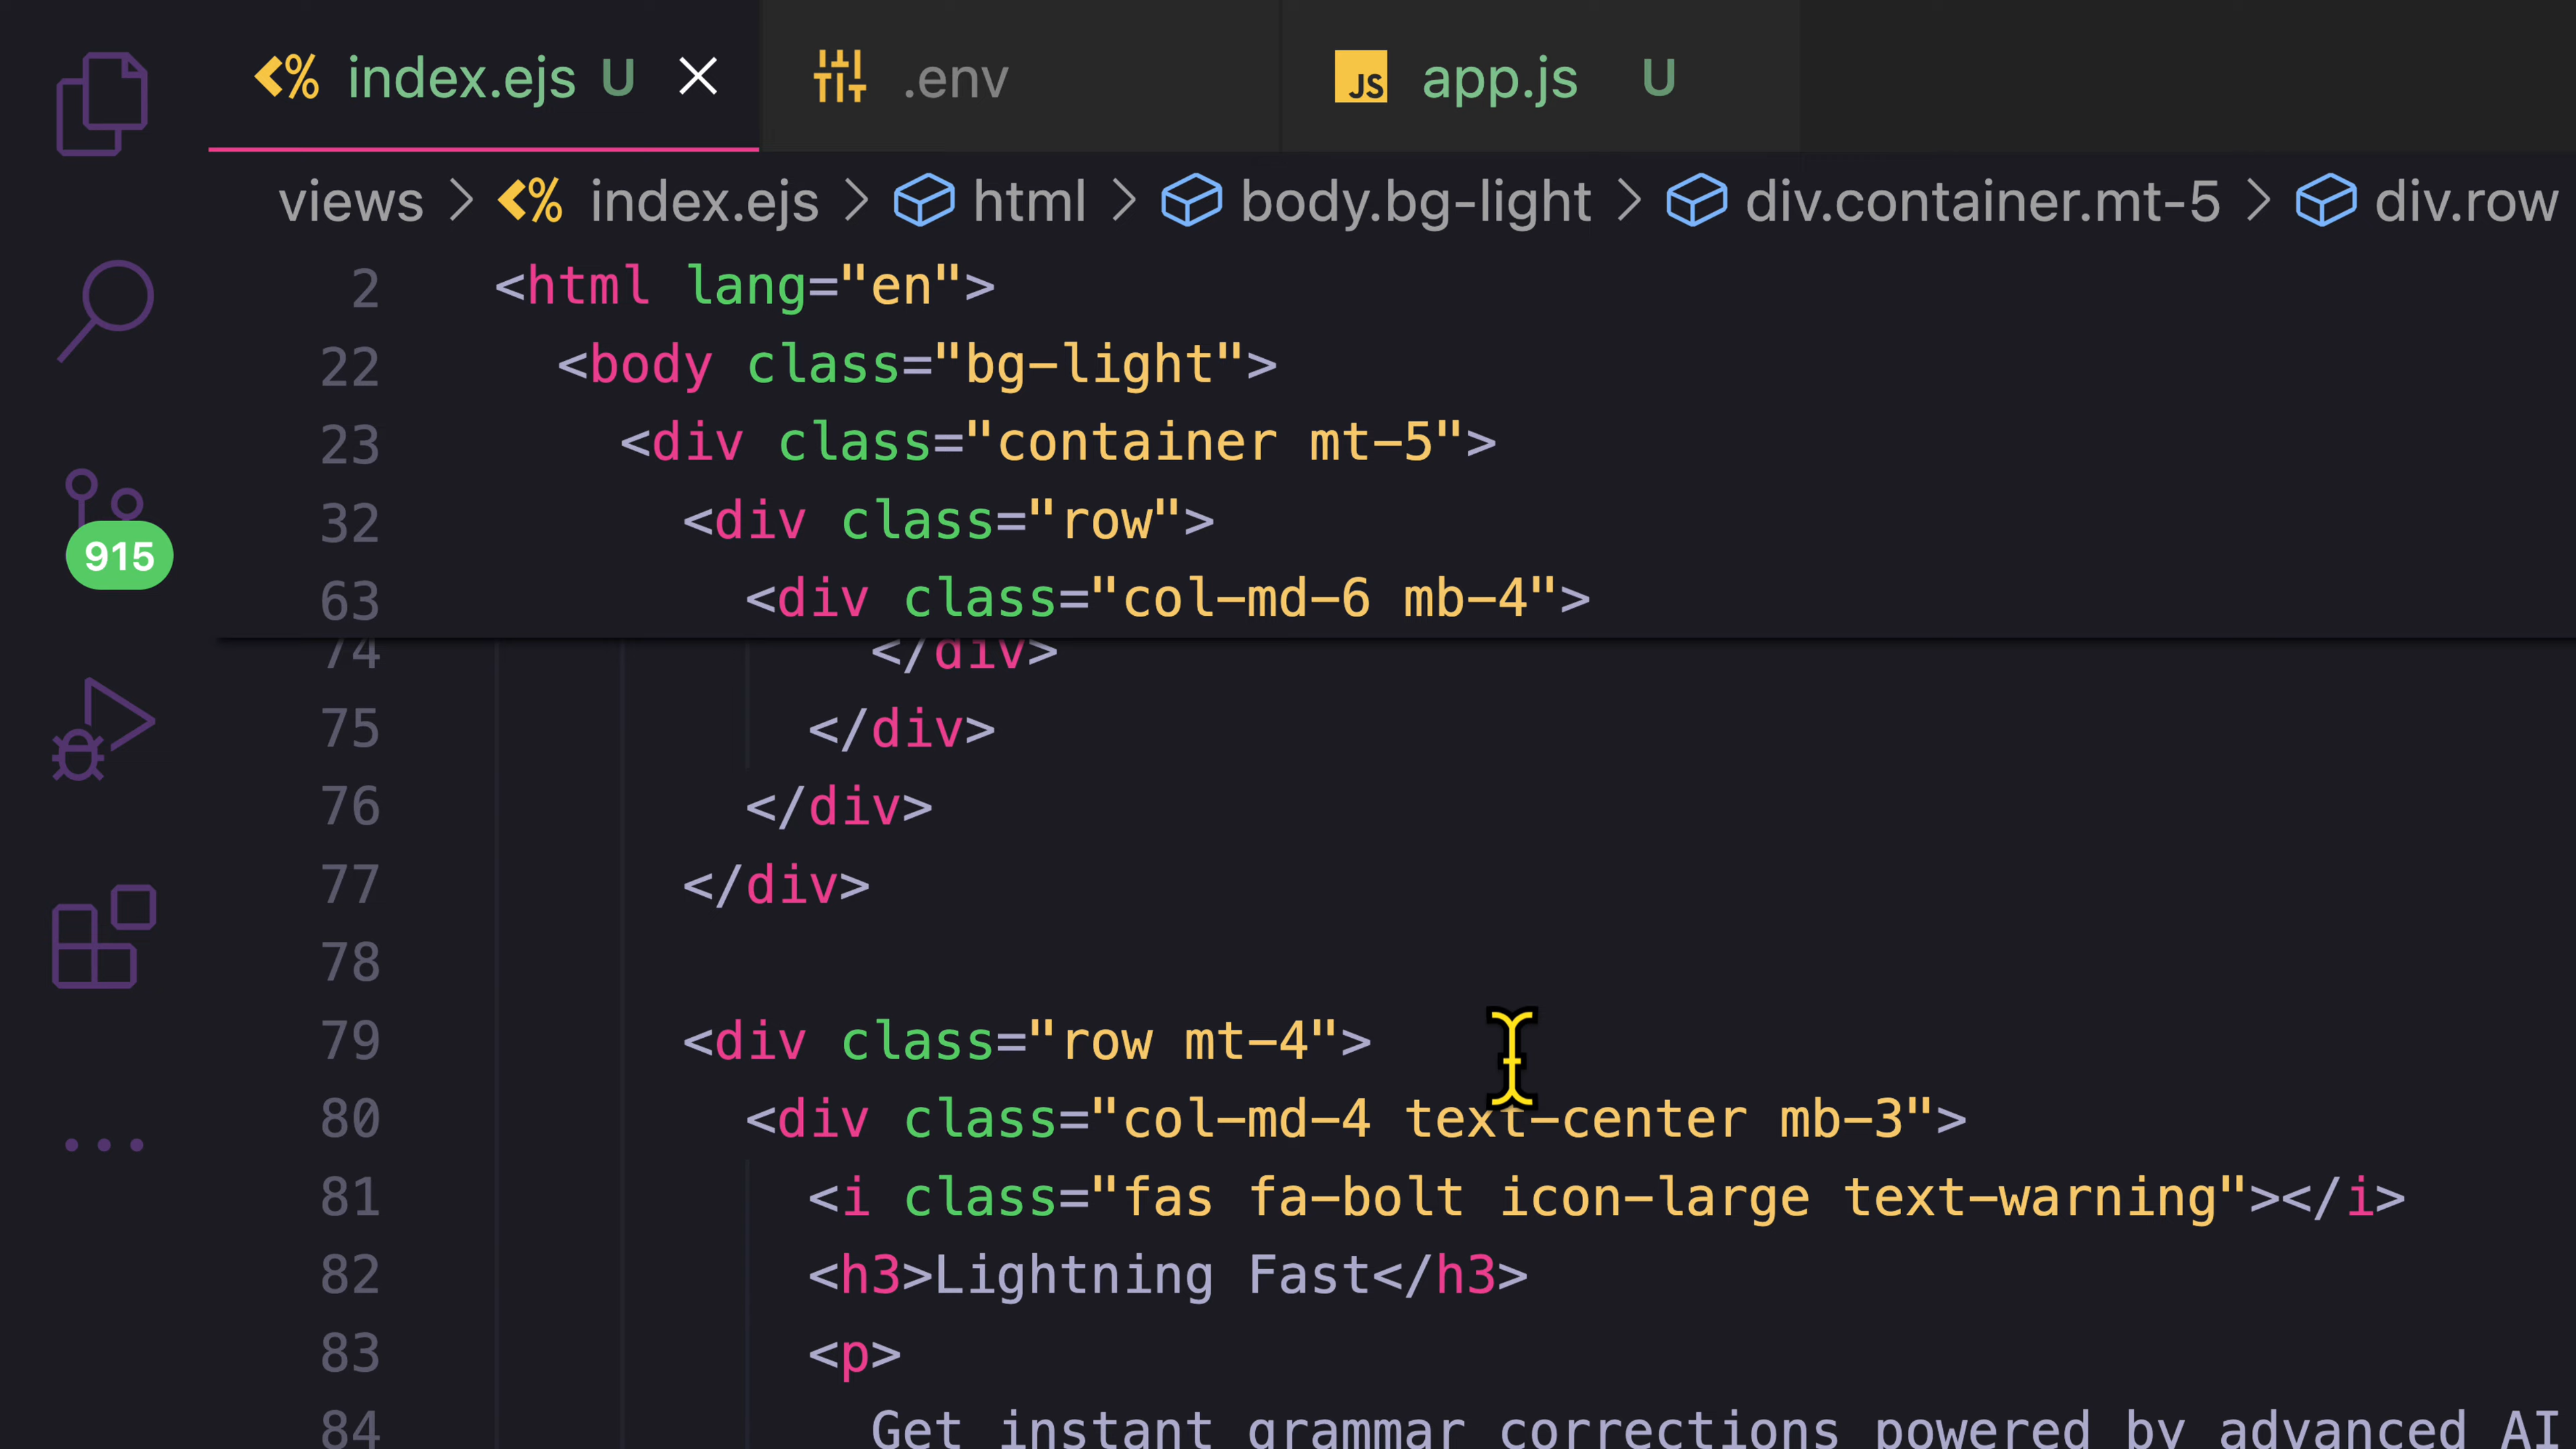 index.ejs U .env JS app.js U
views > index.ejs > html > body.bg-light > div.container.mt-5 > div.row
2 <html lang="en">
22 <body class="bg-light">
23 <div class="container mt-5">
32 <div class="row">
915
63 <div class="col-md-6 mb-4">
74 </div>
75 </div>
76 </div>
77 </div>
78
79 <div class="row mt-4">
80 <div class="col-md-4 text-center mb-3">
81 <i class="fas fa-bolt icon-large text-warning"></i>
82 <h3>Lightning Fast</h3>
83 <p>
84 Get instant grammar corrections powered by advanced AI